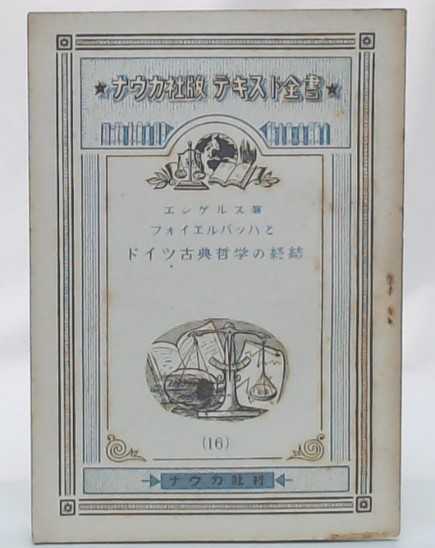 ★ナウカ社版 テキスト全書★
エンゲルス著
フォイエルバッハと
ドイツ古典哲学の終結
(16)
ナウカ社刊